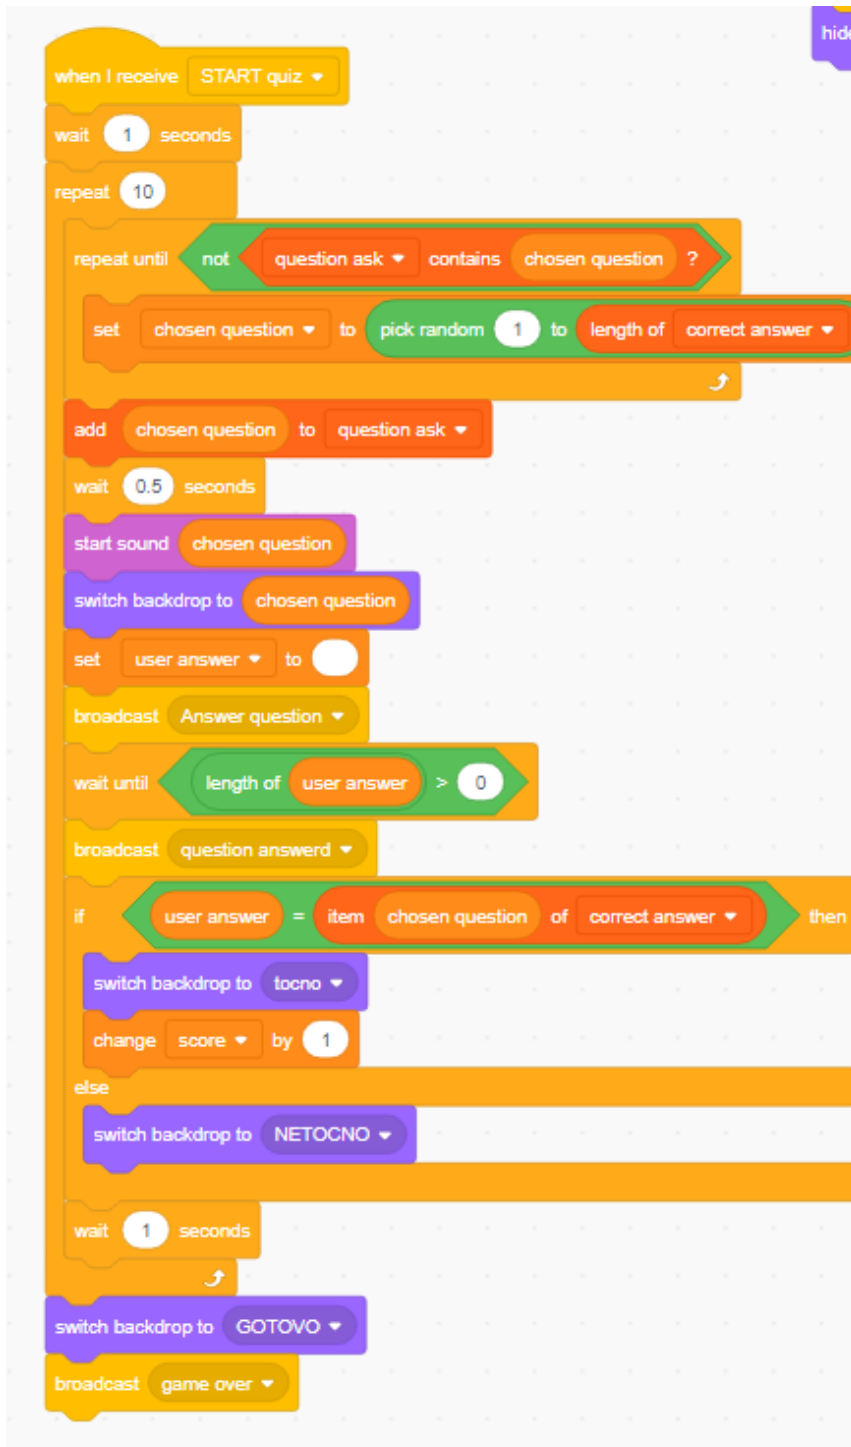 hide
when I receive START quiz
wait 1 seconds
repeat 10
repeat until not question ask contains chosen question ?
set chosen question to pick random 1 to length of correct answer
add chosen question to question ask
wait 0.5 seconds
start sound chosen question
switch backdrop to chosen question
set user answer to
broadcast Answer question
wait until length of user answer > 0
broadcast question answerd
if user answer = item chosen question of correct answer then
switch backdrop to tocno
change score by 1
else
switch backdrop to NETOCNO
wait 1 seconds
switch backdrop to GOTOVO
broadcast game over